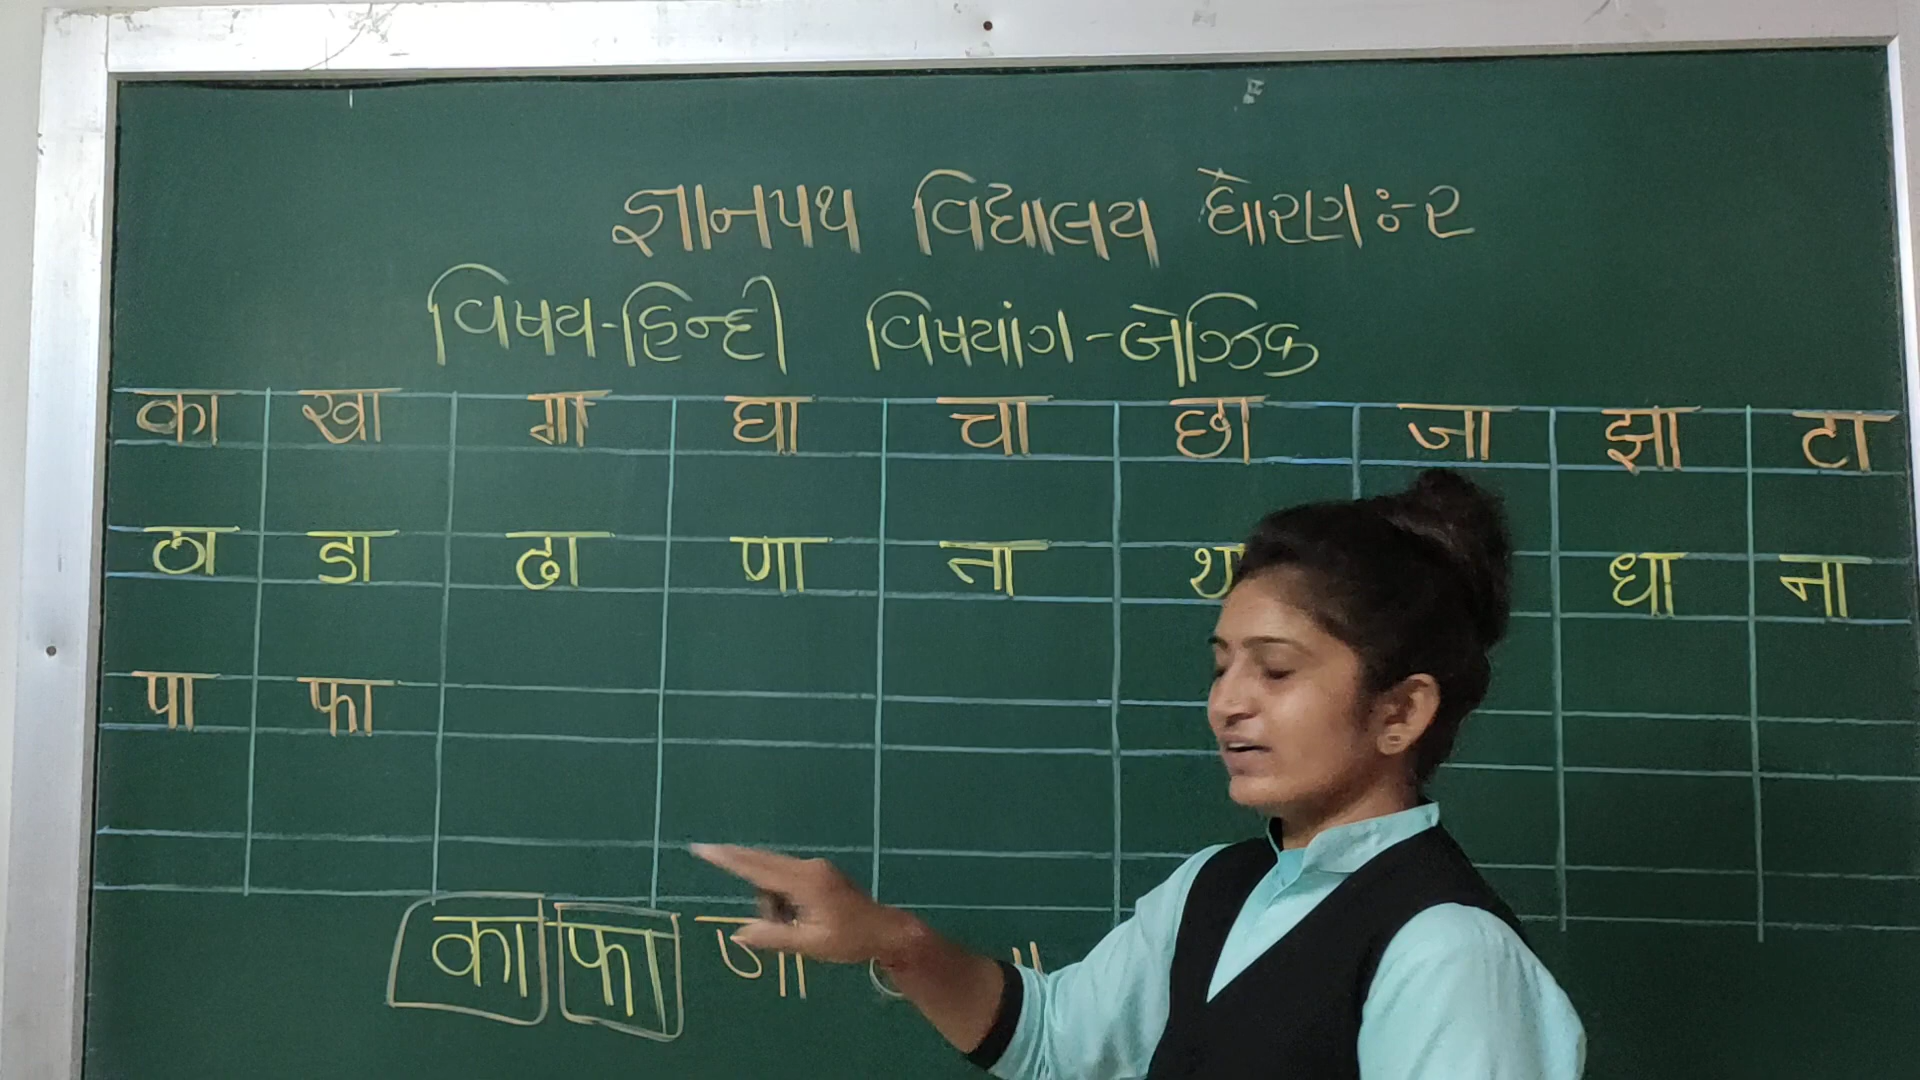 જ્ઞાનપથ વિદ્યાલય ધોરણ ઃ- ૨
વિષય-હિન્દી વિષયાંગ-બેઝિક
का खा गा घा चा छा जा झा टा
ठा डा ढा णा ता धा ना
पा फा
का फा जा